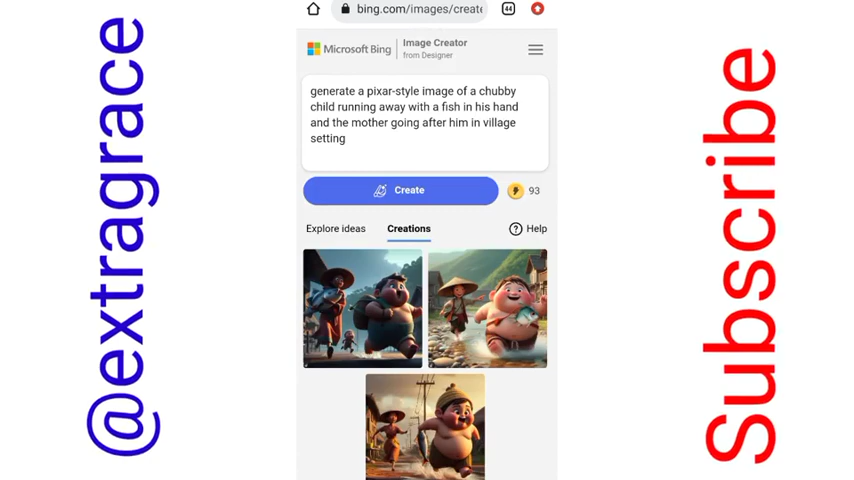 @extragrace
bing.com/images/create
44
Microsoft Bing
Image Creator
from Designer
generate a pixar-style image of a chubby
child running away with a fish in his hand
and the mother going after him in village
setting
Create
93
Explore ideas
Creations
Help
Subscribe